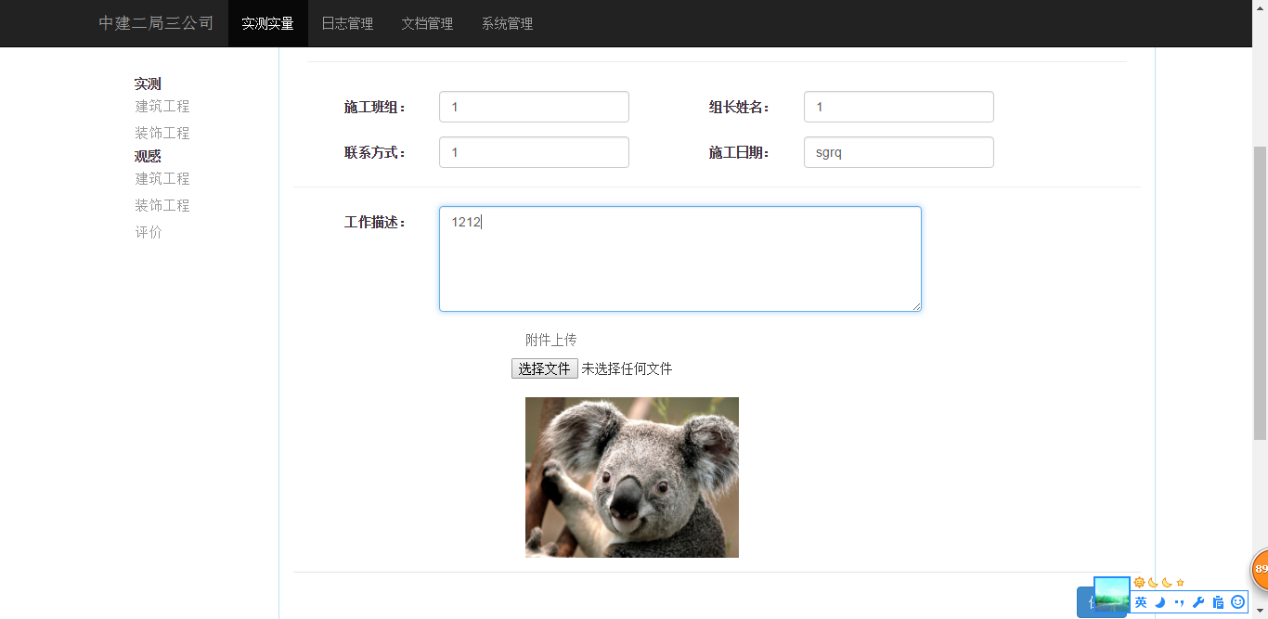 中建二局三公司 实测实量 日志管理 文档管理 系统管理
实测
建筑工程
装饰工程
观感
建筑工程
装饰工程
评价
施工班组： 1 组长姓名： 1
联系方式： 1 施工日期： sgrq
工作描述： 1212
附件上传
选择文件 未选择任何文件
89
英